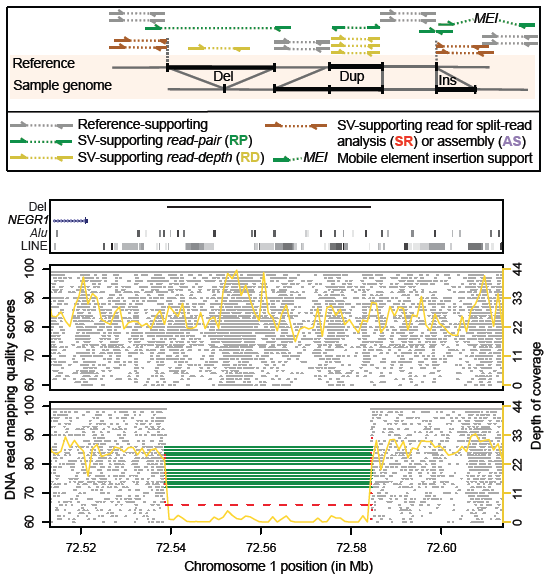 MEI
Reference
Del
Dup
Ins
Sample genome
Reference-supporting
SV-supporting read-pair (RP)
SV-supporting read-depth (RD)
SV-supporting read for split-read
analysis (SR) or assembly (AS)
MEI
Mobile element insertion support
Del
NEGR1
Alu
LINE
100
90
80
70
60
44
33
22
11
0
100
90
80
70
60
44
33
22
11
0
DNA read mapping quality scores
Depth of coverage
72.52
72.54
72.56
72.58
72.60
Chromosome 1 position (in Mb)